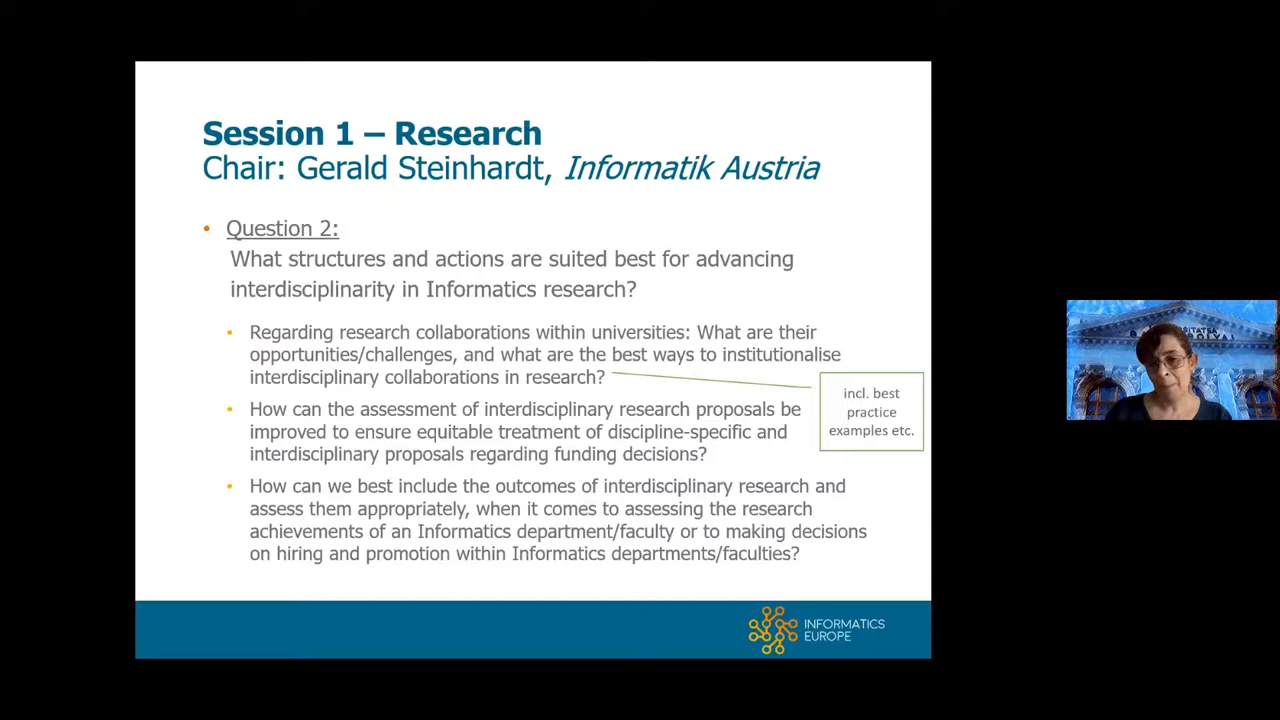 Session 1 – Research
Chair: Gerald Steinhardt, Informatik Austria
• Question 2:
What structures and actions are suited best for advancing
interdisciplinarity in Informatics research?
• Regarding research collaborations within universities: What are their
opportunities/challenges, and what are the best ways to institutionalise
interdisciplinary collaborations in research?
incl. best
practice
examples etc.
• How can the assessment of interdisciplinary research proposals be
improved to ensure equitable treatment of discipline-specific and
interdisciplinary proposals regarding funding decisions?
• How can we best include the outcomes of interdisciplinary research and
assess them appropriately, when it comes to assessing the research
achievements of an Informatics department/faculty or to making decisions
on hiring and promotion within Informatics departments/faculties?
INFORMATICS
EUROPE